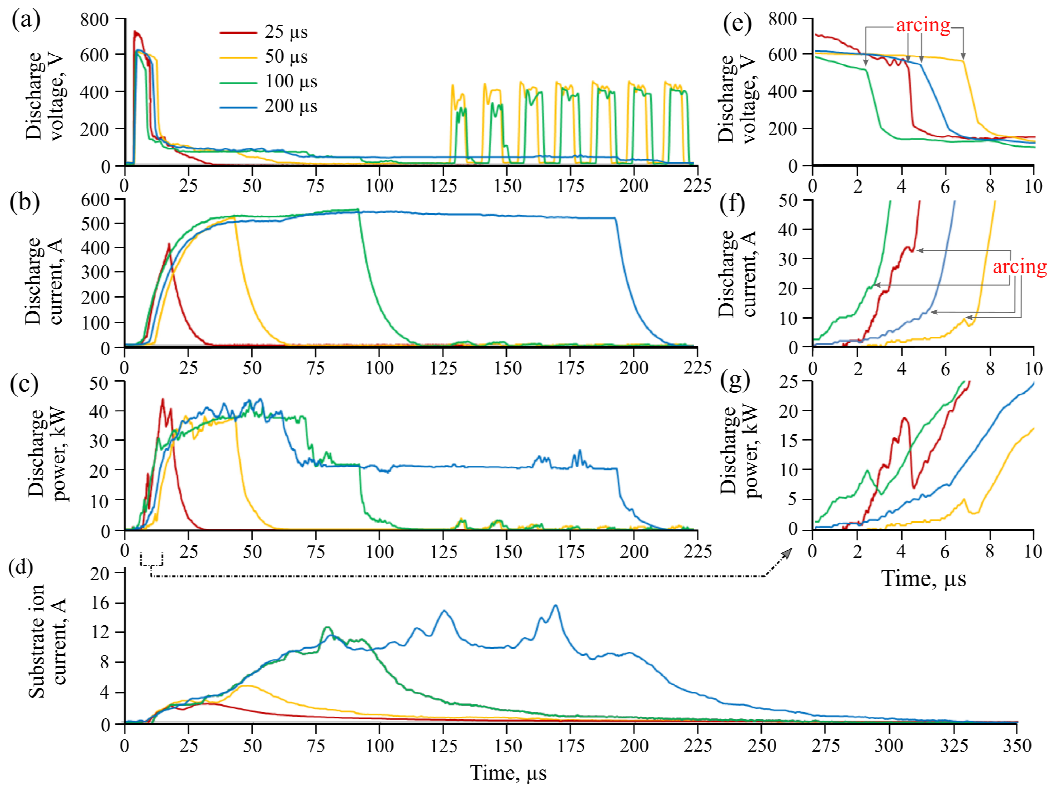 (a)
Discharge
voltage, V
800
600
400
200
0
25 µs
50 µs
100 µs
200 µs
0 25 50 75 100 125 150 175 200 225
(e)
Discharge
voltage, V
800
600
400
200
0
arcing
0 2 4 6 8 10
(b)
Discharge
current, A
600
500
400
300
200
100
0
0 25 50 75 100 125 150 175 200 225
(f)
Discharge
current, A
50
40
30
20
10
0
arcing
0 2 4 6 8 10
(c)
Discharge
power, kW
50
40
30
20
10
0
0 25 50 75 100 125 150 175 200 225
(g)
Discharge
power, kW
25
20
15
10
5
0
0 2 4 6 8 10
Time, µs
(d)
Substrate ion
current, A
20
16
12
8
4
0
0 25 50 75 100 125 150 175 200 225 250 275 300 325 350
Time, µs